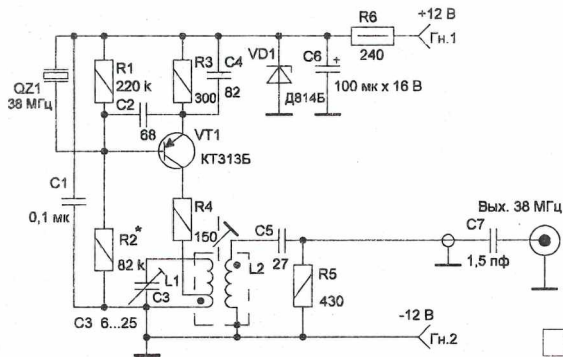 R6
+12 В
240
Гн.1
QZ1
38 МГц
R1
220 k
R3
300
C4
82
VD1
Д814Б
C6
+
100 мк x 16 В
C2
68
VT1
КТ313Б
C1
0,1 мк
R2*
82 k
R4
150
L1
L2
C3
C3 6...25
C5
27
R5
430
Вых. 38 МГц
C7
1,5 пф
-12 В
Гн.2